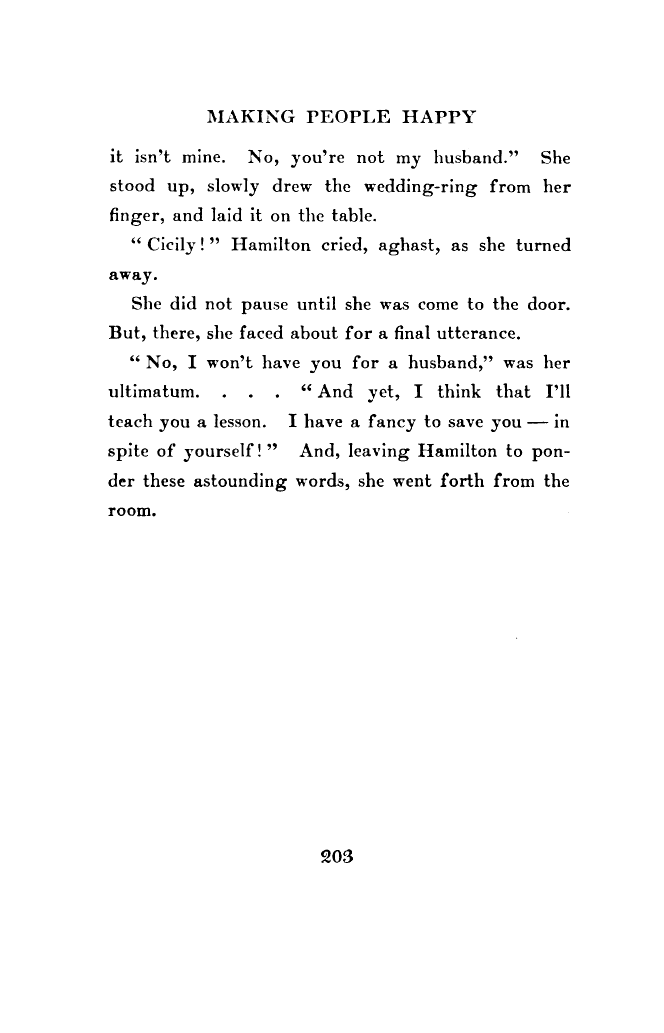 MAKING PEOPLE HAPPY
it isn't mine. No, you're not my husband." She
stood up, slowly drew the wedding-ring from her
finger, and laid it on the table.
"Cicily!" Hamilton cried, aghast, as she turned
away.
She did not pause until she was come to the door.
But, there, she faced about for a final utterance.
"No, I won't have you for a husband," was her
ultimatum. . . . "And yet, I think that I'll
teach you a lesson. I have a fancy to save you — in
spite of yourself!" And, leaving Hamilton to pon-
der these astounding words, she went forth from the
room.
203